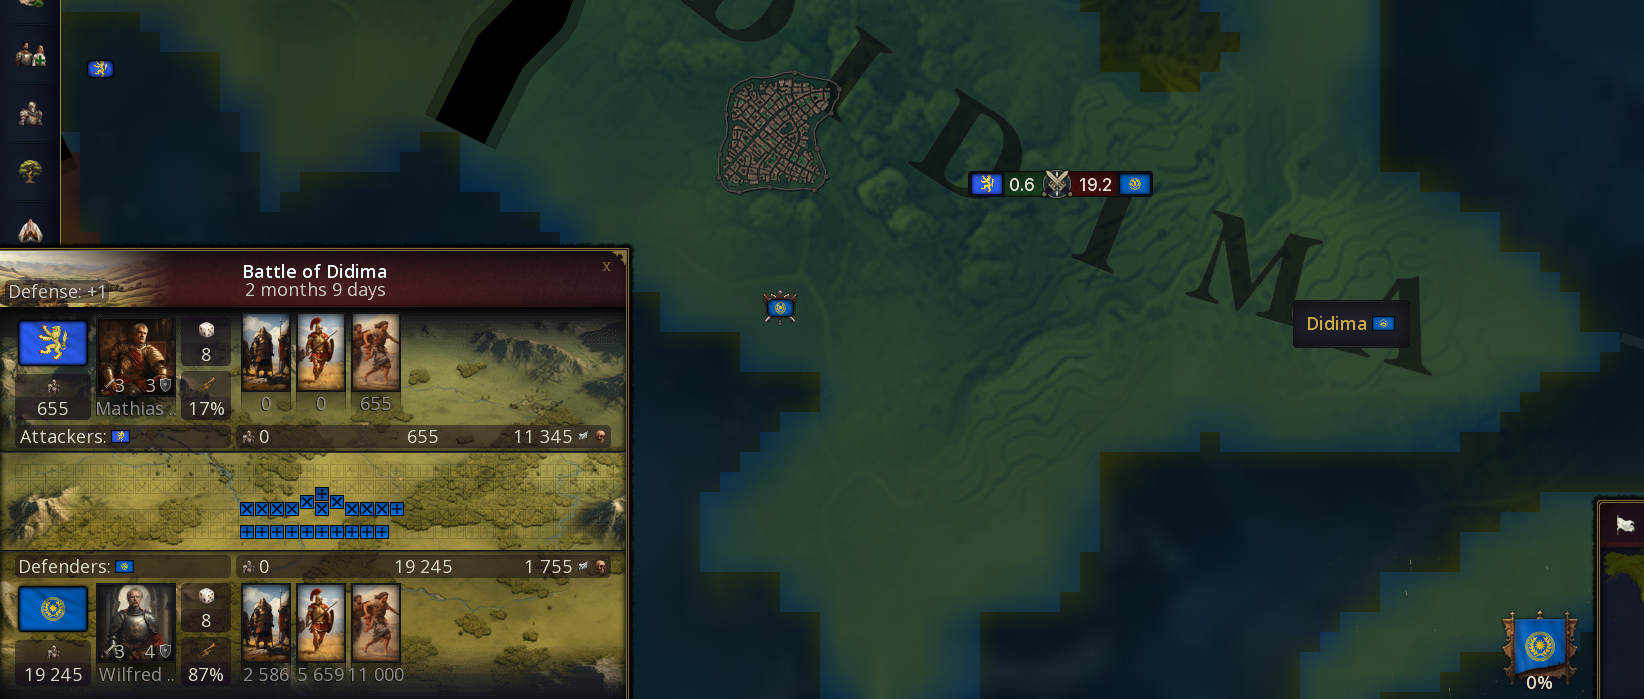 DIDIMA
0.6 19.2
Didima
Battle of Didima
x
2 months 9 days
Defense: +1
8
3 3
655 Mathias .. 17%
0 0 655
Attackers: 0 655 11 345
Defenders: 0 19 245 1 755
8
3 4
19 245 Wilfred .. 87%
2 586 5 659 11 000
0%